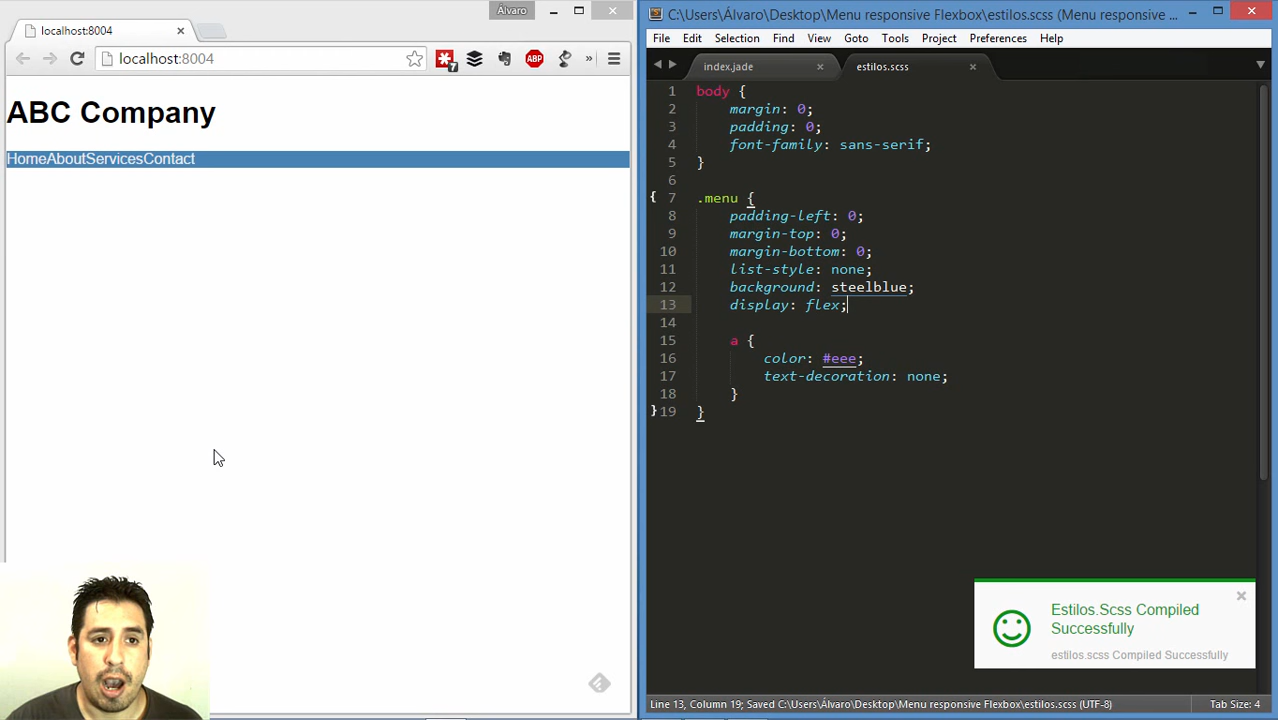 Álvaro
localhost:8004
localhost:8004
7
ABP
»
ABC Company
HomeAboutServicesContact
C:\Users\Álvaro\Desktop\Menu responsive Flexbox\estilos.scss (Menu responsive ...
File Edit Selection Find View Goto Tools Project Preferences Help
index.jade estilos.scss
1 body {
2 margin: 0;
3 padding: 0;
4 font-family: sans-serif;
5 }
6
{ 7 .menu {
8 padding-left: 0;
9 margin-top: 0;
10 margin-bottom: 0;
11 list-style: none;
12 background: steelblue;
13 display: flex;
14
15 a {
16 color: #eee;
17 text-decoration: none;
18 }
} 19 }
Estilos.Scss Compiled
Successfully
estilos.scss Compiled Successfully
Line 13, Column 19; Saved C:\Users\Álvaro\Desktop\Menu responsive Flexbox\estilos.scss (UTF-8) Tab Size: 4